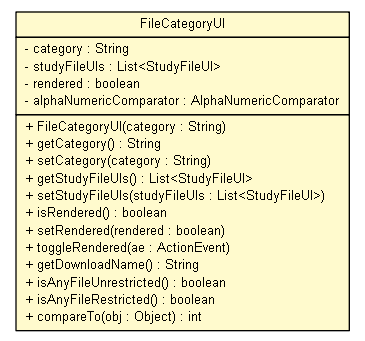 FileCategoryUI
- category : String
- studyFileUIs : List<StudyFileUI>
- rendered : boolean
- alphaNumericComparator : AlphaNumericComparator
+ FileCategoryUI(category : String)
+ getCategory() : String
+ setCategory(category : String)
+ getStudyFileUIs() : List<StudyFileUI>
+ setStudyFileUIs(studyFileUIs : List<StudyFileUI>)
+ isRendered() : boolean
+ setRendered(rendered : boolean)
+ toggleRendered(ae : ActionEvent)
+ getDownloadName() : String
+ isAnyFileUnrestricted() : boolean
+ isAnyFileRestricted() : boolean
+ compareTo(obj : Object) : int